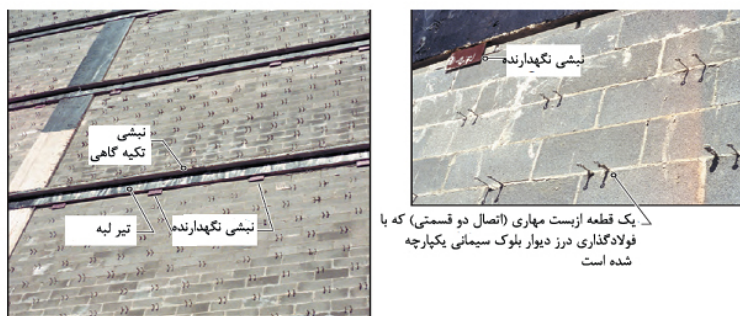 نبشی نگهدارنده
نبشی
تکیه گاهی
تیر لبه
نبشی نگهدارنده
یک قطعه ازبست مهاری (اتصال دو قسمتی) که با
فولادگذاری درز دیوار بلوک سیمانی یکپارچه
شده است